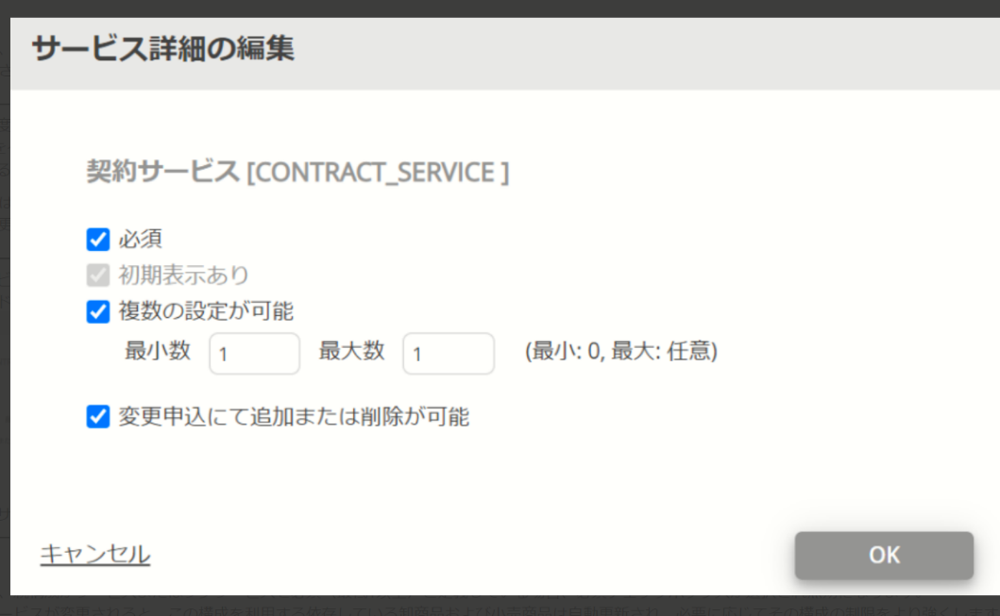 サービス詳細の編集
契約サービス [CONTRACT_SERVICE ]
必須
初期表示あり
複数の設定が可能
最小数 1 最大数 1 (最小: 0, 最大: 任意)
変更申込にて追加または削除が可能
キャンセル OK